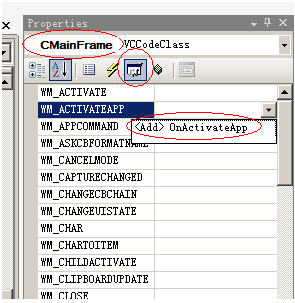 Properties
CMainFrame VCCodeClass
WM_ACTIVATE
WM_ACTIVATEAPP
WM_APPCOMMAND <Add> OnActivateApp
WM_ASKCBFORMATNAME
WM_CANCELMODE
WM_CAPTURECHANGED
WM_CHANGECBCHAIN
WM_CHANGEUISTATE
WM_CHAR
WM_CHARTOITEM
WM_CHILDACTIVATE
WM_CLIPBOARDUPDATE
WM_CLOSE